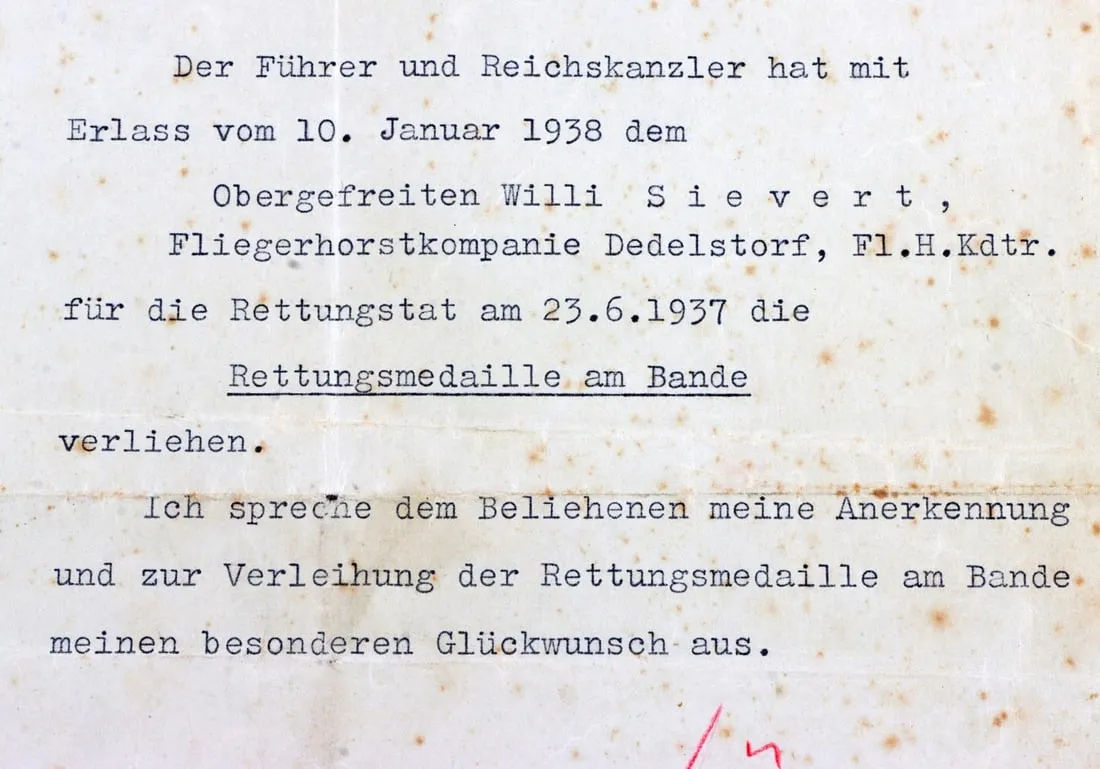 Der Führer und Reichskanzler hat mit
Erlass vom 10. Januar 1938 dem
Obergefreiten Willi S i e v e r t ,
Fliegerhorstkompanie Dedelstorf, Fl.H.Kdtr.
für die Rettungstat am 23.6.1937 die
Rettungsmedaille am Bande
verliehen.
Ich spreche dem Beliehenen meine Anerkennung
und zur Verleihung der Rettungsmedaille am Bande
meinen besonderen Glückwunsch aus.